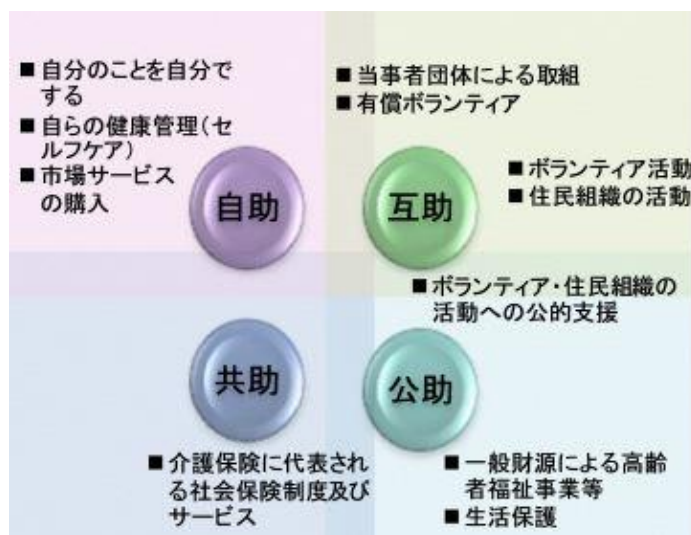 ■ 自分のことを自分で
する
■ 自らの健康管理(セ
ルフケア)
■ 市場サービス
の購入
自助
■ 当事者団体による取組
■ 有償ボランティア
■ ボランティア活動
■ 住民組織の活動
互助
■ ボランティア・住民組織の
活動への公的支援
共助
■ 介護保険に代表され
る社会保険制度及び
サービス
公助
■ 一般財源による高齢
者福祉事業等
■ 生活保護